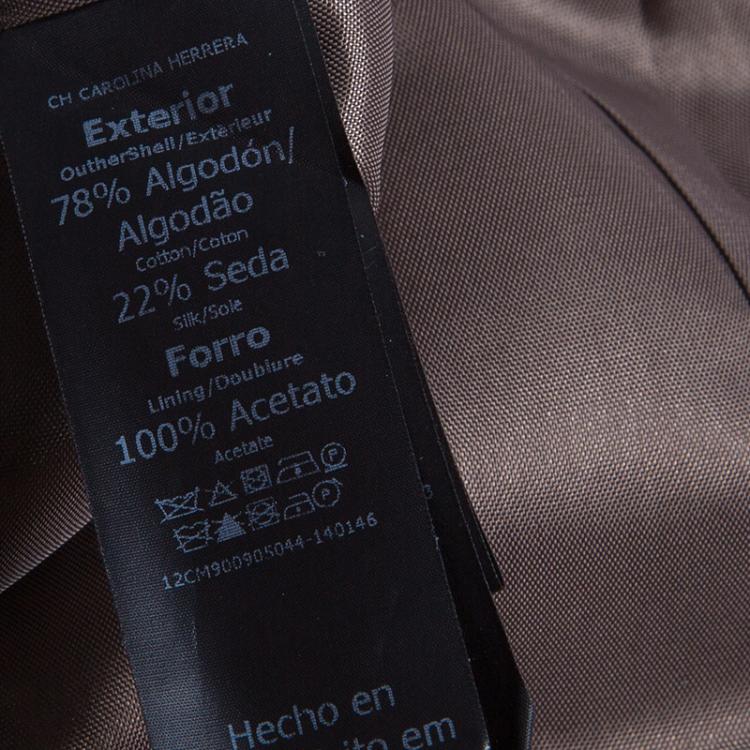 CH CAROLINA HERRERA
Exterior
OutherShell/Extérieur
78% Algodón/
Algodão
Cotton/Coton
22% Seda
Silk/Soie
Forro
Lining/Doublure
100% Acetato
Acetate
12CM900905044-140146
Hecho en
em